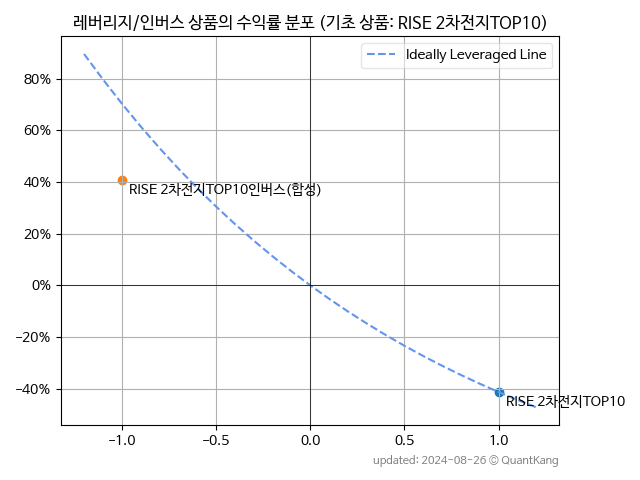 레버리지/인버스 상품의 수익률 분포 (기초 상품: RISE 2차전지TOP10)
Ideally Leveraged Line
80%
60%
40%
RISE 2차전지TOP10인버스(합성)
20%
0%
−20%
−40%
RISE 2차전지TOP10
−1.0 −0.5 0.0 0.5 1.0
updated: 2024-08-26 © QuantKang